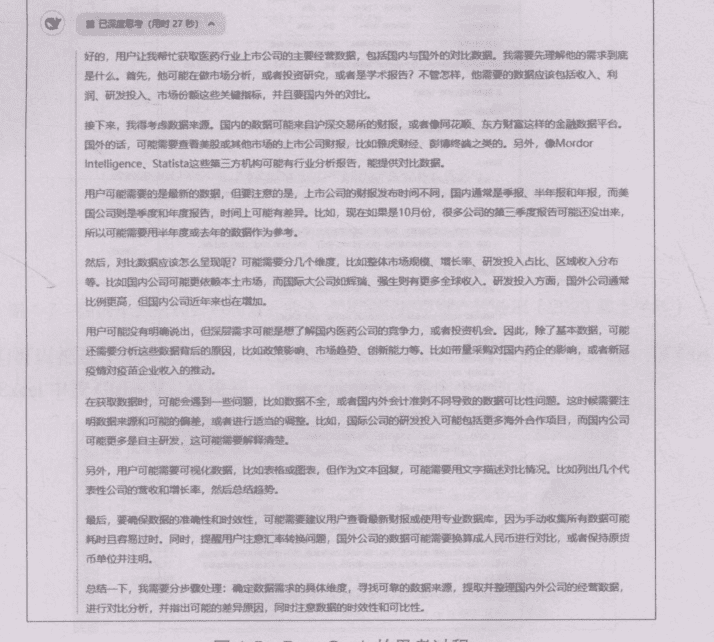 已深度思考（用时 27 秒）
好的，用户让我帮忙获取医药行业上市公司的主要经营数据，包括国内与国外的对比数据。我需要先理解他的需求到底
是什么。首先，他可能在做市场分析，或者投资研究，或者是学术报告？不管怎样，他需要的数据应该包括收入、利
润、研发投入、市场份额这些关键指标，并且要国内外的对比。
接下来，我得考虑数据来源。国内的数据可能来自沪深交易所的财报，或者像同花顺、东方财富这样的金融数据平台。
国外的话，可能需要查看美股或其他市场的上市公司财报，比如雅虎财经、彭博终端之类的。另外，像Mordor
Intelligence、Statista这些第三方机构可能有行业分析报告，能提供对比数据。
用户可能需要的是最新的数据，但要注意的是，上市公司的财报发布时间不同，国内通常是季报、半年报和年报，而美
国公司则是季度和年度报告，时间上可能有差异。比如，现在如果是10月份，很多公司的第三季度报告可能还没出来，
所以可能需要用半年度或去年的数据作为参考。
然后，对比数据应该怎么呈现呢？可能需要分几个维度，比如整体市场规模、增长率、研发投入占比、区域收入分布
等。比如国内公司可能更依赖本土市场，而国际大公司如辉瑞、强生则有更多全球收入。研发投入方面，国外公司通常
比例更高，但国内公司近年来也在增加。
用户可能没有明确说出，但深层需求可能是想了解国内医药公司的竞争力，或者投资机会。因此，除了基本数据，可能
还需要分析这些数据背后的原因，比如政策影响、市场趋势、创新能力等。比如带量采购对国内药企的影响，或者新冠
疫情对疫苗企业收入的推动。
在获取数据时，可能会遇到一些问题，比如数据不全，或者国内外会计准则不同导致的数据可比性问题。这时候需要注
明数据来源和可能的偏差，或者进行适当的调整。比如，国际公司的研发投入可能包括更多海外合作项目，而国内公司
可能更多是自主研发，这可能需要解释清楚。
另外，用户可能需要可视化数据，比如表格或图表，但作为文本回复，可能需要用文字描述对比情况。比如列出几个代
表性公司的营收和增长率，然后总结趋势。
最后，要确保数据的准确性和时效性，可能需要建议用户查看最新财报或使用专业数据库，因为手动收集所有数据可能
耗时且容易过时。同时，提醒用户注意汇率转换问题，国外公司的数据可能需要换算成人民币进行对比，或者保持原货
币单位并注明。
总结一下，我需要分步骤处理：确定数据需求的具体维度，寻找可靠的数据来源，提取并整理国内外公司的经营数据，
进行对比分析，并指出可能的差异原因，同时注意数据的时效性和可比性。